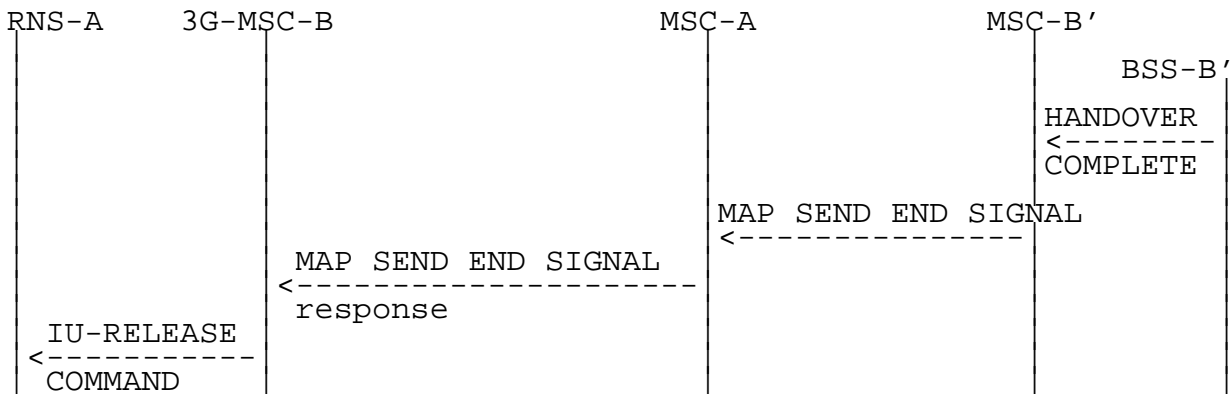 RNS-A 3G-MSC-B MSC-A MSC-B'
BSS-B'
HANDOVER
COMPLETE
MAP SEND END SIGNAL
MAP SEND END SIGNAL
response
IU-RELEASE
COMMAND